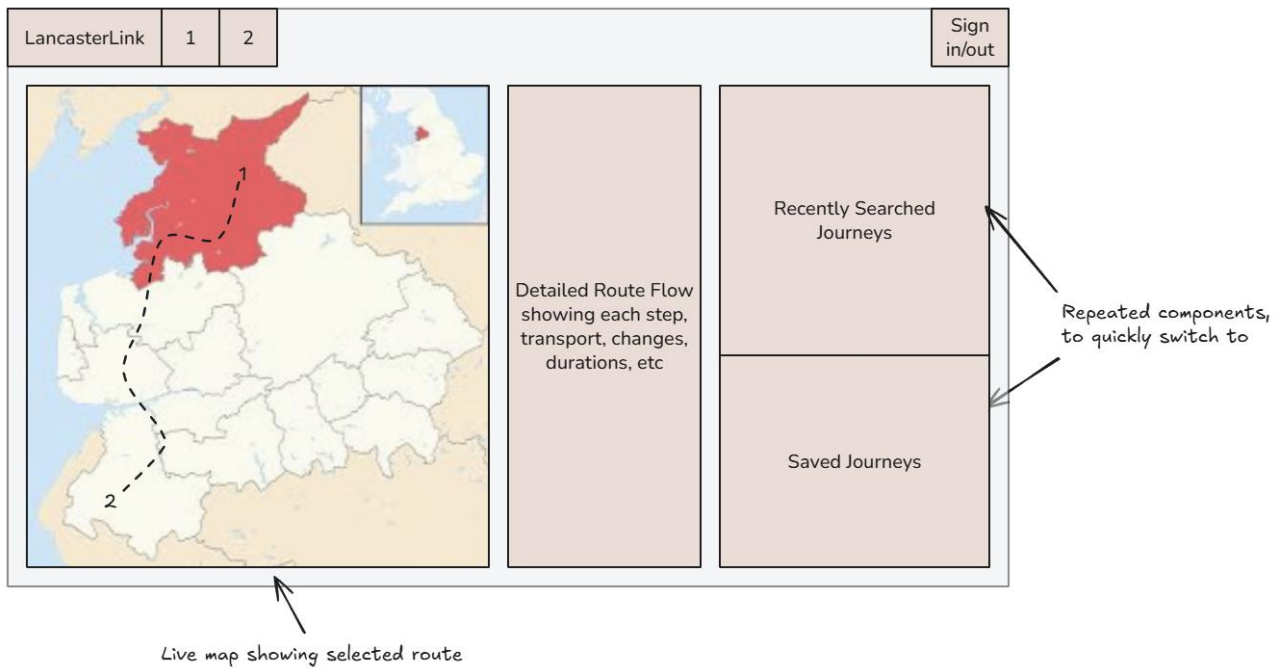 LancasterLink
1
2
Sign
in/out
1
2
Detailed Route Flow
showing each step,
transport, changes,
durations, etc
Recently Searched
Journeys
Saved Journeys
Repeated components,
to quickly switch to
Live map showing selected route